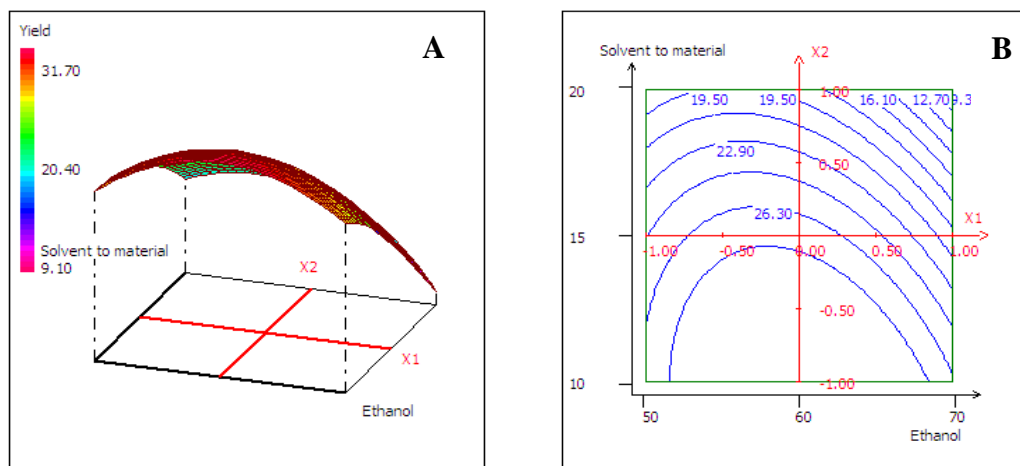 Yield
A
31.70
20.40
Solvent to material
9.10
X2
X1
Ethanol
B
Solvent to material
X2
20
1.00
19.50 19.50 16.10 12.70 9.3
22.90
0.50
26.30
X1
15
-1.00 -0.50 0.00 0.50 1.00
-0.50
10
-1.00
50 60 70
Ethanol